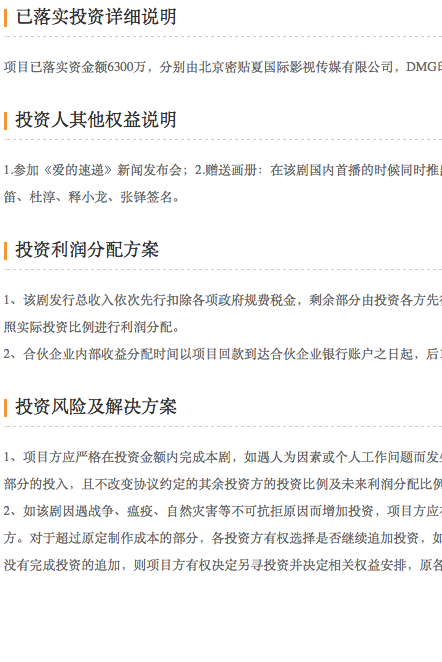 已落实投资详细说明
项目已落实资金额6300万，分别由北京密贴夏国际影视传媒有限公司，DMG
投资人其他权益说明
1.参加《爱的速递》新闻发布会；2.赠送画册：在该剧国内首播的时候同时推
笛、杜淳、释小龙、张铎签名。
投资利润分配方案
1、该剧发行总收入依次先行扣除各项政府规费税金，剩余部分由投资各方先
照实际投资比例进行利润分配。
2、合伙企业内部收益分配时间以项目回款到达合伙企业银行账户之日起，后
投资风险及解决方案
1、项目方应严格在投资金额内完成本剧，如遇人为因素或个人工作问题而发
部分的投入，且不改变协议约定的其余投资方的投资比例及未来利润分配比
2、如该剧因遇战争、瘟疫、自然灾害等不可抗拒原因而增加投资，项目方应
方。对于超过原定制作成本的部分，各投资方有权选择是否继续追加投资，如
没有完成投资的追加，则项目方有权决定另寻投资并决定相关权益安排，原各